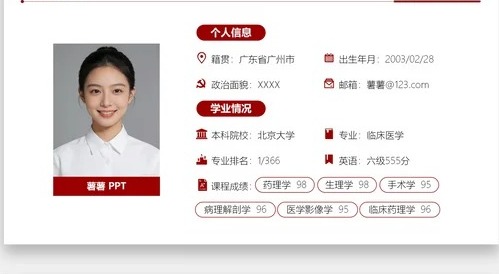 个人信息
籍贯：广东省广州市
出生年月：2003/02/28
政治面貌：XXXX
邮箱：薯薯@123.com
学业情况
本科院校：北京大学
专业：临床医学
专业排名：1/366
英语：六级555分
课程成绩：
药理学 98
生理学 98
手术学 95
病理解剖学 96
医学影像学 95
临床药理学 96
薯薯 PPT